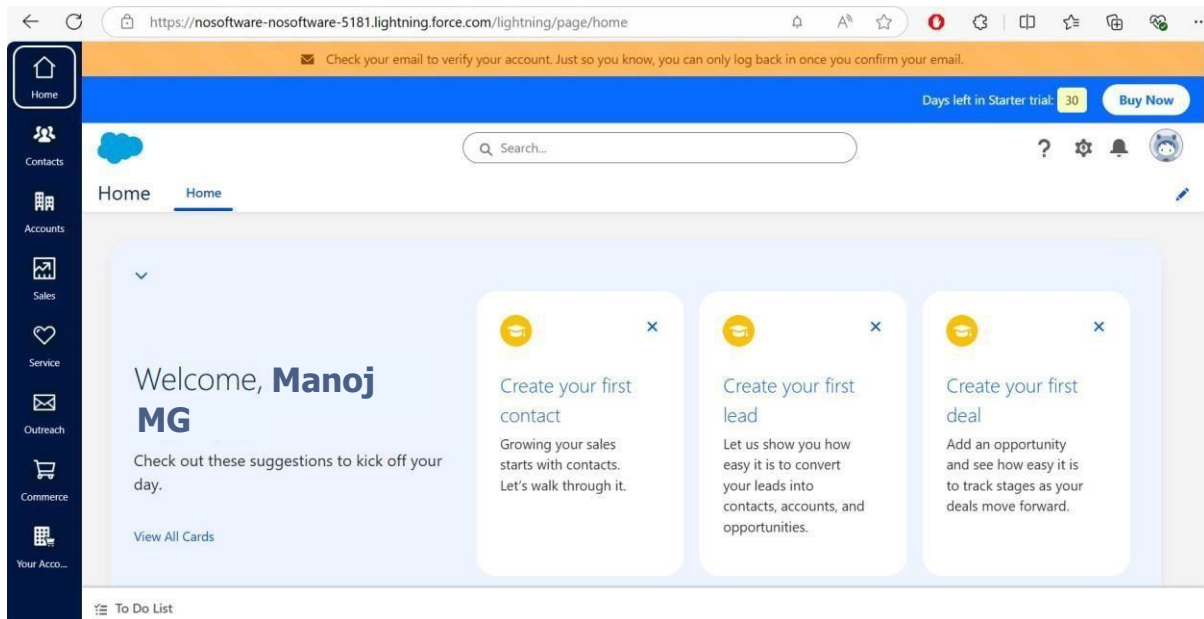 https://nosoftware-nosoftware-5181.lightning.force.com/lightning/page/home
Check your email to verify your account. Just so you know, you can only log back in once you confirm your email.
Days left in Starter trial: 30
Buy Now
Home
Contacts
Accounts
Sales
Service
Outreach
Commerce
Your Acco...
Search...
Home
Home
Welcome, Manoj
MG
Check out these suggestions to kick off your
day.
View All Cards
Create your first
contact
Growing your sales
starts with contacts.
Let's walk through it.
Create your first
lead
Let us show you how
easy it is to convert
your leads into
contacts, accounts, and
opportunities.
Create your first
deal
Add an opportunity
and see how easy it is
to track stages as your
deals move forward.
To Do List